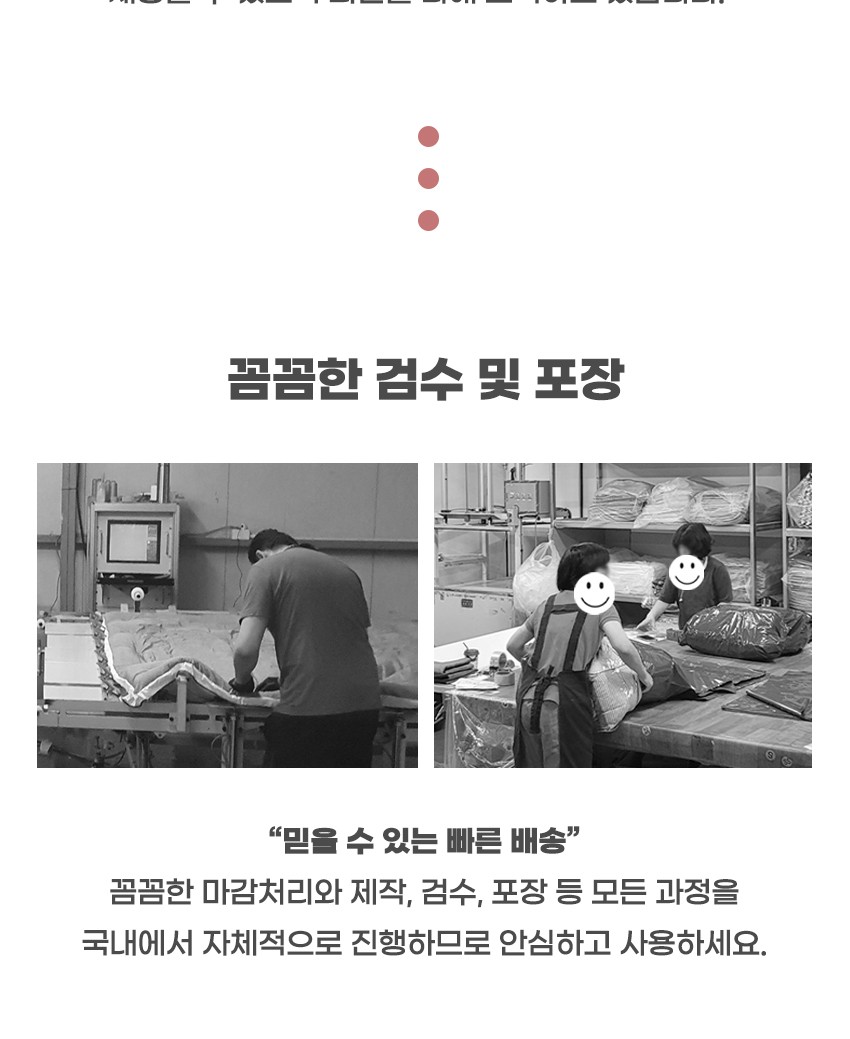 꼼꼼한 검수 및 포장
“믿을 수 있는 빠른 배송”
꼼꼼한 마감처리와 제작, 검수, 포장 등 모든 과정을
국내에서 자체적으로 진행하므로 안심하고 사용하세요.